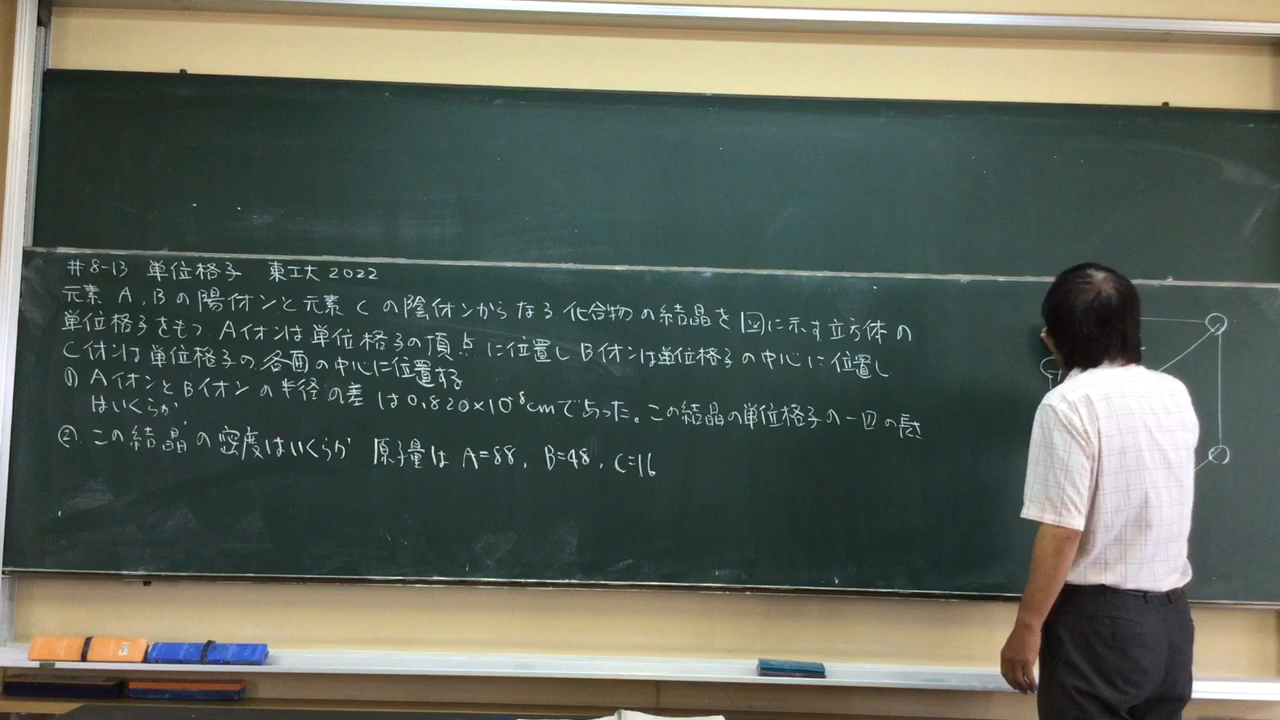 #8-13 単位格子 東工大 2022
元素 A、Bの陽イオンと元素 Cの陰イオンからなる化合物の結晶を図に示す立方体の
単位格子をもつ Aイオンは単位格子の頂点に位置し Bイオンは単位格子の中心に位置し
Cイオンは単位格子の各面の中心に位置する
(1) AイオンとBイオンの半径の差は0.820×10⁻⁸cmであった。この結晶の単位格子の一辺の長さ
はいくらか
(2) この結晶の密度はいくらか 原子量は A=88, B=48, C=16